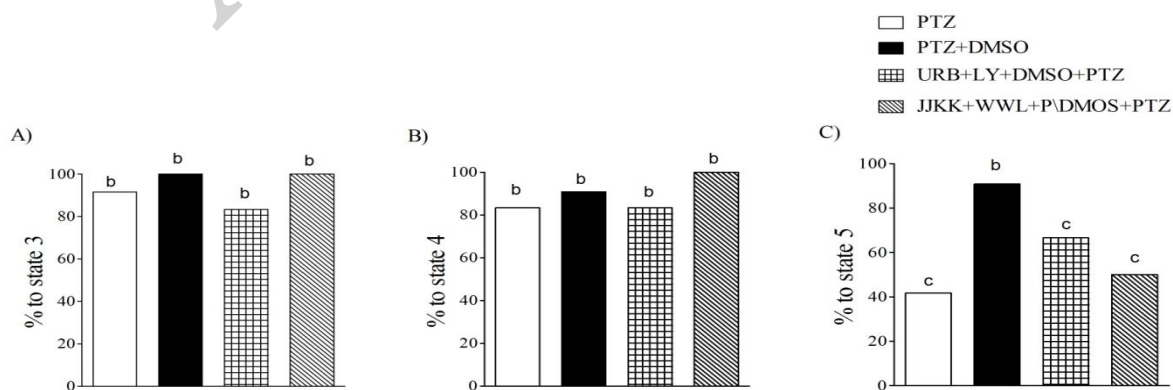 PTZ
PTZ+DMSO
URB+LY+DMSO+PTZ
JJKK+WWL+P\DMOS+PTZ
A)
b
b
b
b
100
80
60
40
20
0
% to state 3
B)
b
b
b
b
100
80
60
40
20
0
% to state 4
C)
b
c
c
c
100
80
60
40
20
0
% to state 5